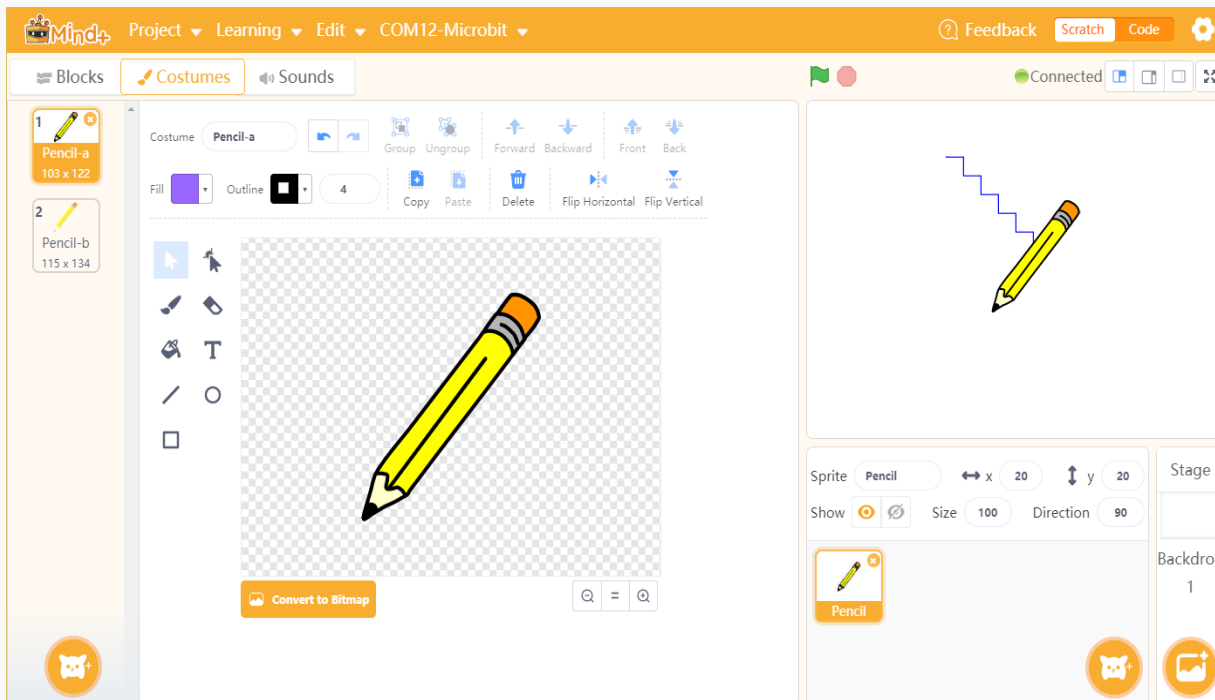 Mind+ Project Learning Edit COM12-Microbit Feedback Scratch Code
Blocks Costumes Sounds Connected
1
Pencil-a
103 x 122
2
Pencil-b
115 x 134
Costume Pencil-a Group Ungroup Forward Backward Front Back
Fill Outline 4 Copy Paste Delete Flip Horizontal Flip Vertical
T
Convert to Bitmap
Sprite Pencil x 20 y 20
Show Size 100 Direction 90
Pencil
Stage
Backdro
1